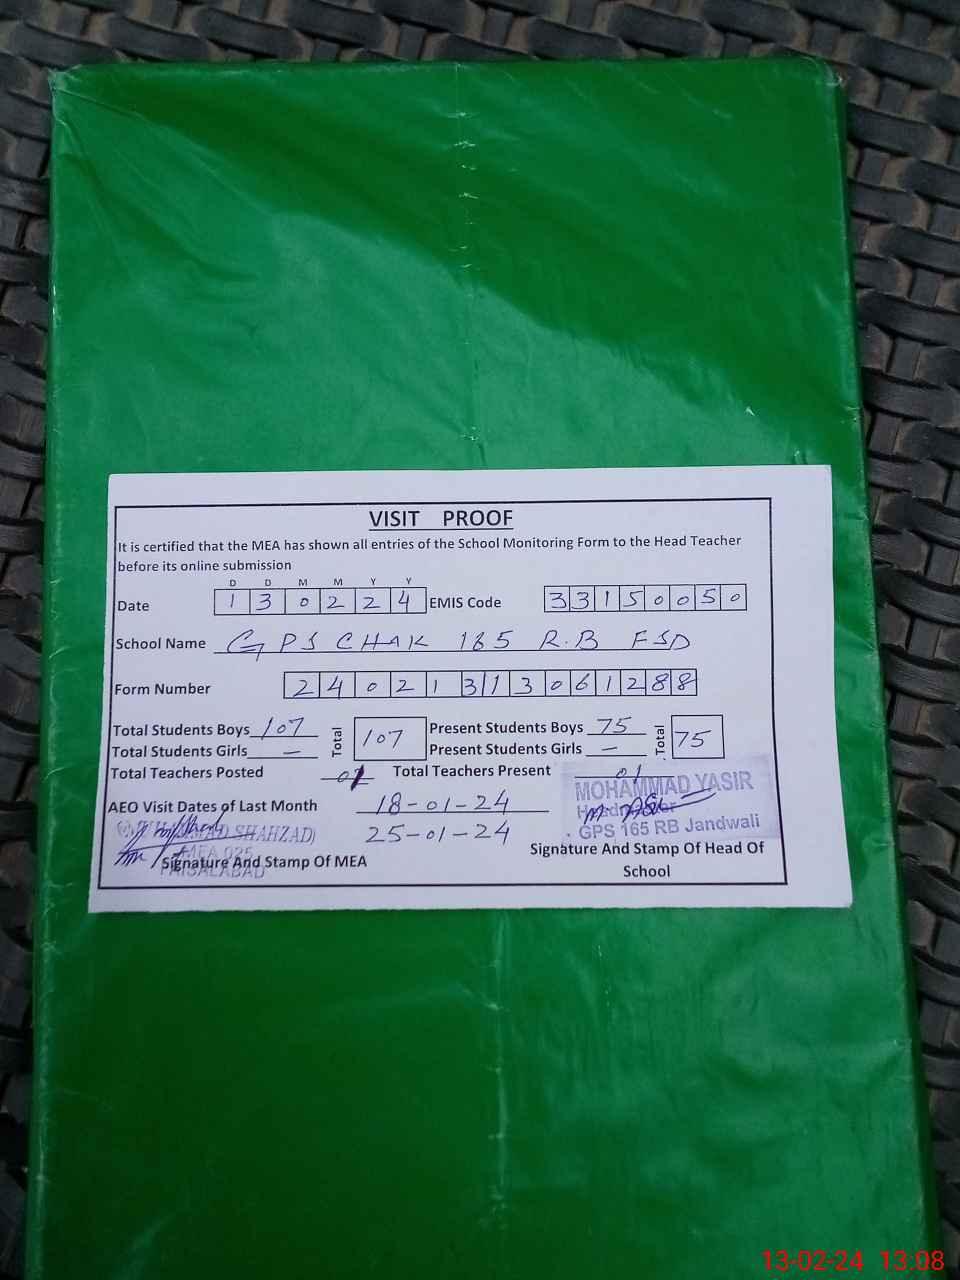 VISIT PROOF
It is certified that the MEA has shown all entries of the School Monitoring Form to the Head Teacher
before its online submission
D D M M Y Y
Date 1 3 0 2 2 4 EMIS Code 3 3 1 5 0 0 5 0
School Name GPS CHAK 165 R.B FSD
Form Number 2 4 0 2 1 3 1 3 0 6 1 2 8 8
Total Students Boys 107 Total 107 Present Students Boys 75 Total 75
Total Students Girls — Present Students Girls —
Total Teachers Posted Total Teachers Present 01
MOHAMMAD YASIR
AEO Visit Dates of Last Month 18-01-24
25-01-24
GPS 165 RB Jandwali
SHAHZAD)
MEA 025
FAISALABAD
Signature And Stamp Of MEA
Signature And Stamp Of Head Of
School
13-02-24 13:08